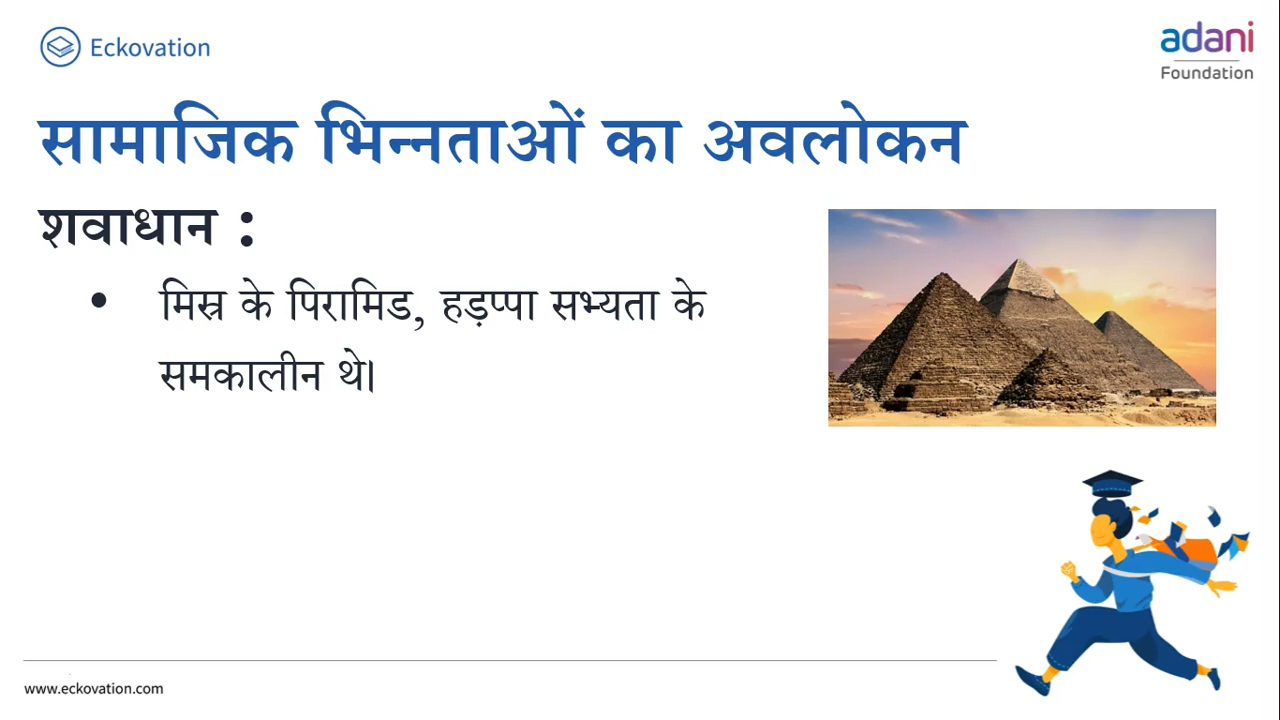 Eckovation
adani
Foundation
सामाजिक भिन्नताओं का अवलोकन
शवाधान :
• मिस्र के पिरामिड, हड़प्पा सभ्यता के
समकालीन थे।
www.eckovation.com